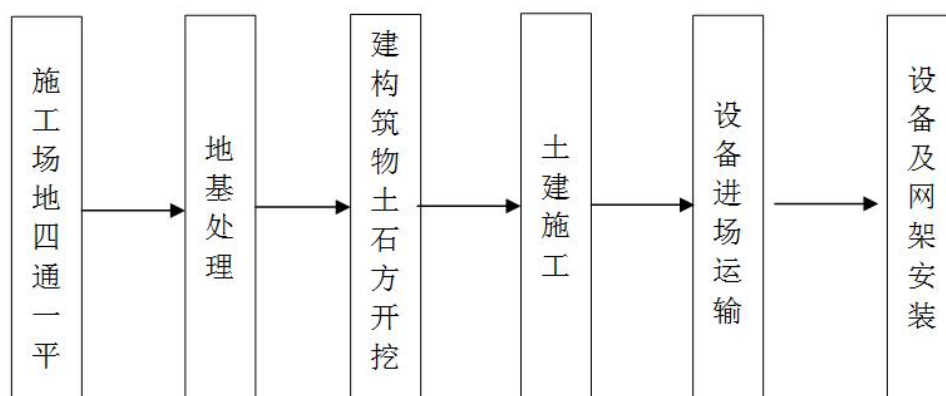 施工场地四通一平
地基处理
建构筑物土石方开挖
土建施工
设备进场运输
设备及网架安装